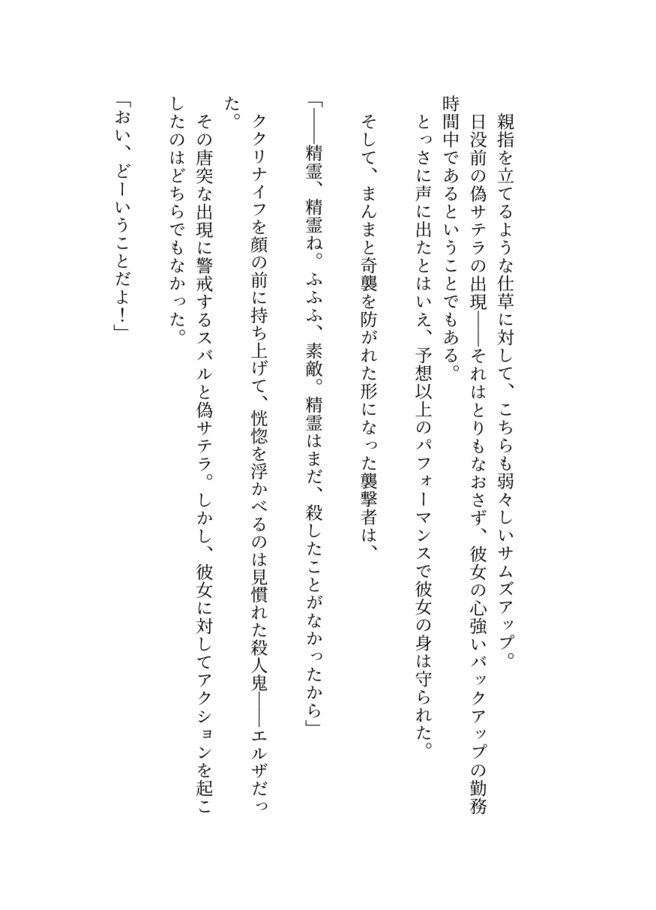 親指を立てるような仕草に対して、こちらも弱々しいサムズアップ。
日没前の偽サテラの出現――それはとりもなおさず、彼女の心強いバックアップの勤務
時間中であるということでもある。
とっさに声に出たとはいえ、予想以上のパフォーマンスで彼女の身は守られた。
そして、まんまと奇襲を防がれた形になった襲撃者は、
「――精霊、精霊ね。ふふふ、素敵。精霊はまだ、殺したことがなかったから」
ククリナイフを顔の前に持ち上げて、恍惚を浮かべるのは見慣れた殺人鬼――エルザだっ
た。
その唐突な出現に警戒するスバルと偽サテラ。しかし、彼女に対してアクションを起こ
したのはどちらでもなかった。
「おい、どーいうことだよ！」